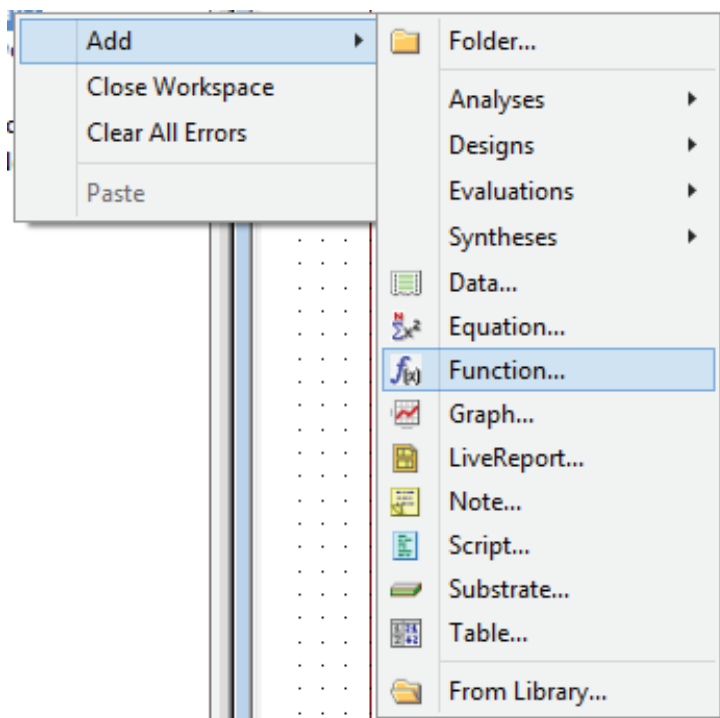 Add
Close Workspace
Clear All Errors
Paste
Folder...
Analyses
Designs
Evaluations
Syntheses
Data...
Equation...
Function...
Graph...
LiveReport...
Note...
Script...
Substrate...
Table...
From Library...